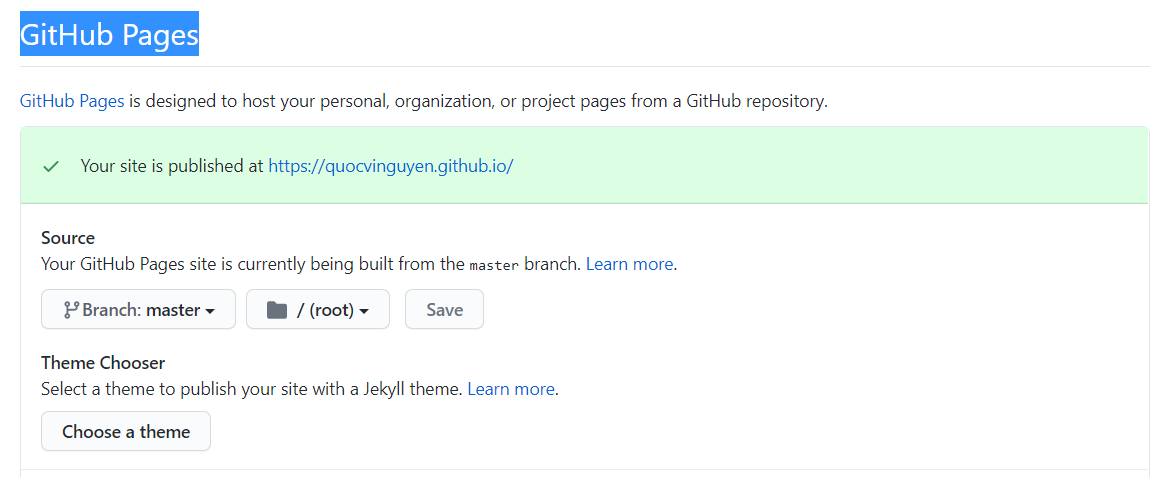 GitHub Pages
GitHub Pages is designed to host your personal, organization, or project pages from a GitHub repository.
Your site is published at https://quocvinguyen.github.io/
Source
Your GitHub Pages site is currently being built from the master branch. Learn more.
Branch: master / (root) Save
Theme Chooser
Select a theme to publish your site with a Jekyll theme. Learn more.
Choose a theme